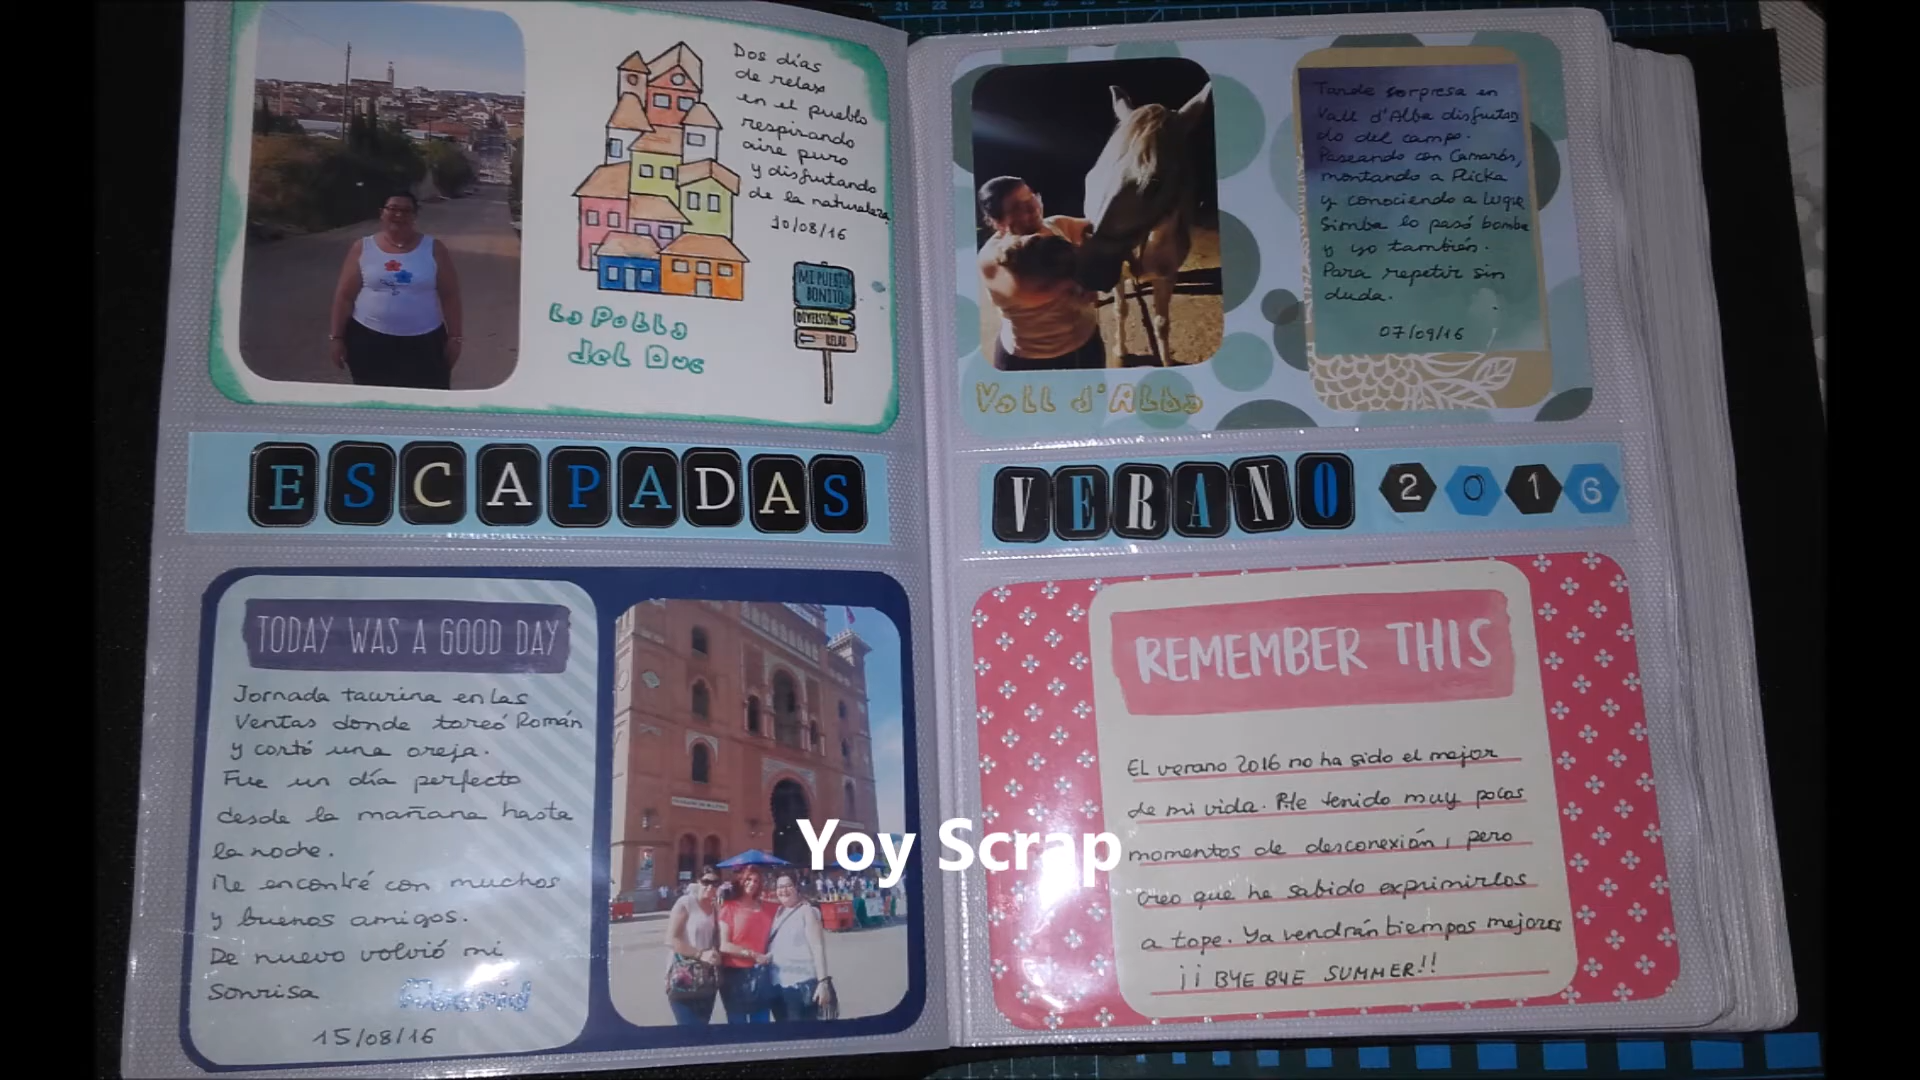 Dos días
de relax
en el pueblo
respirando
aire puro
y disfrutando
de la naturaleza
10/08/16
La Pobla
del Duc
MI PUEBLO
BONITO
DIVERSIÓN
RELAX
Tarde sorpresa en
Vall d'Alba disfrutan
do del campo.
Paseando con Camarós,
montando a Flicka
y conociendo a Luqe
Simba lo pasó bomba
y yo también.
Para repetir sin
duda.
07/09/16
Vall d'Alba
ESCAPADAS
VERANO 2016
TODAY WAS A GOOD DAY
Jornada taurina en las
Ventas donde toreó Román
y cortó una oreja.
Fue un día perfecto
desde la mañana hasta
la noche.
Me encontré con muchos
y buenos amigos.
De nuevo volvió mi
Sonrisa
Madrid
15/08/16
REMEMBER THIS
EL verano 2016 no ha sido el mejor
de mi vida. He tenido muy pocos
momentos de desconexión, pero
creo que he sabido exprimirlos
a tope. Ya vendrán tiempos mejores
¡¡ BYE BYE SUMMER!!
Yoy Scrap